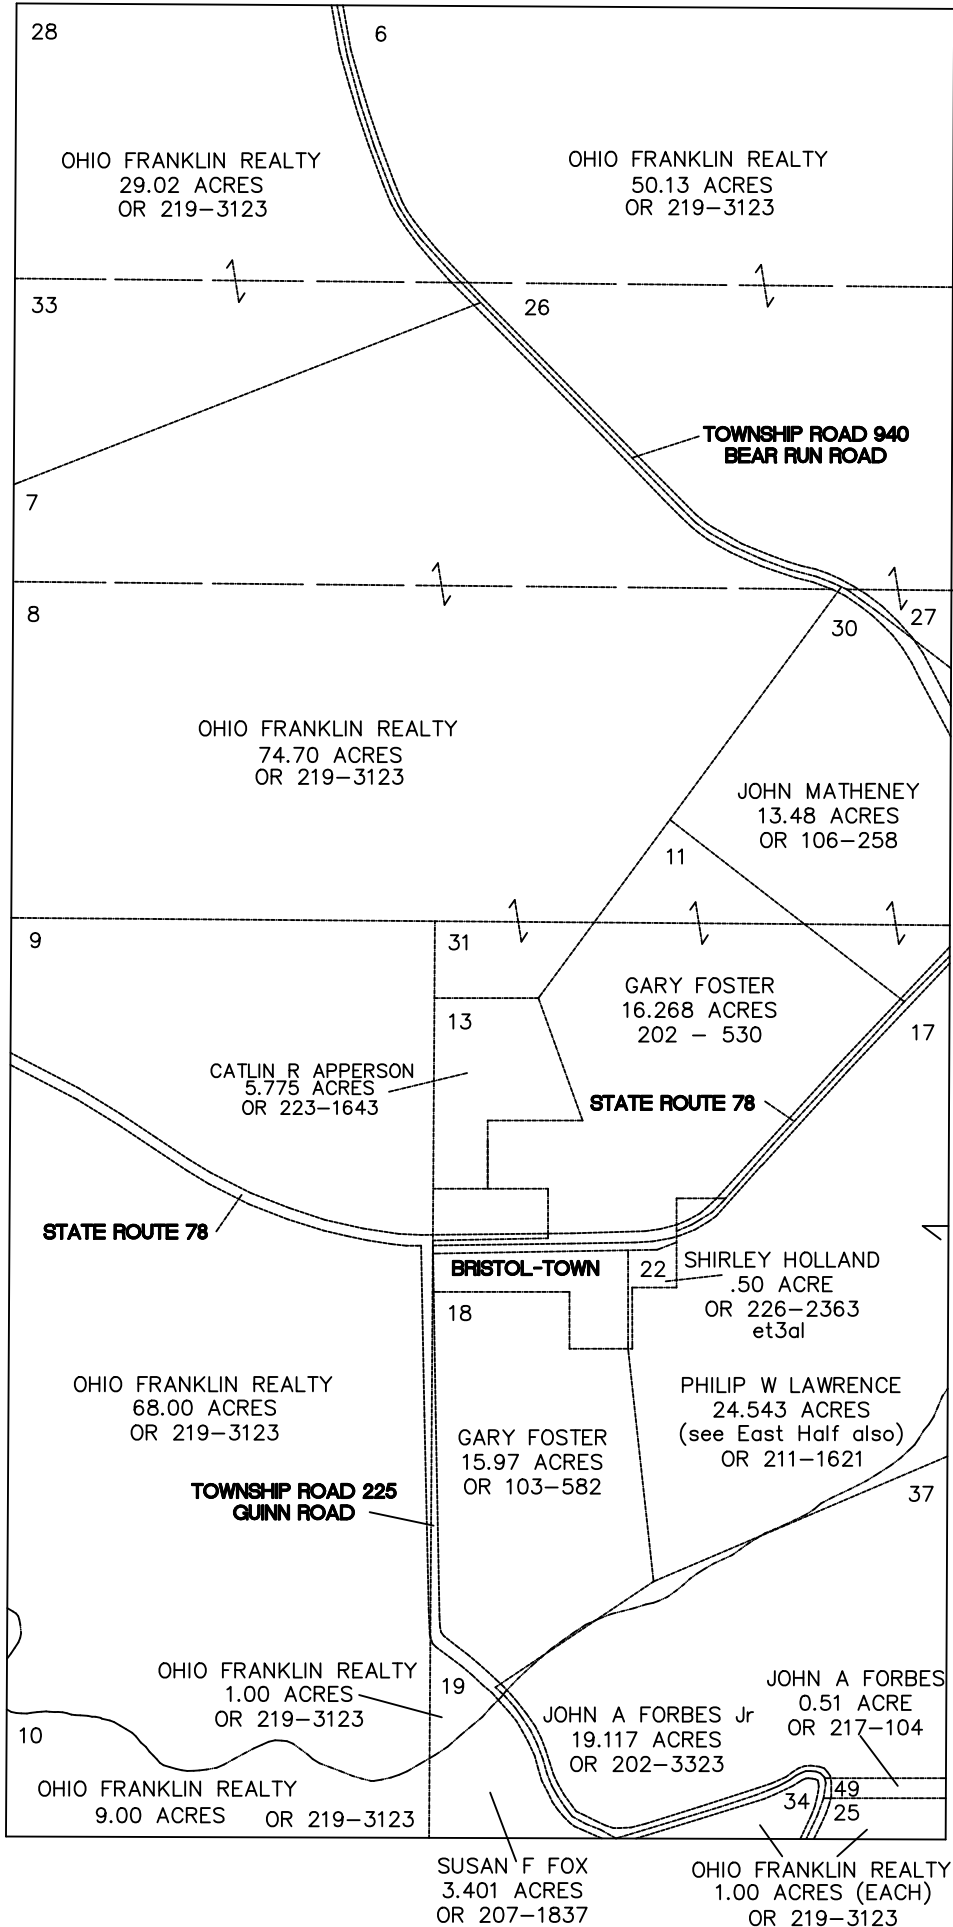 28
6
OHIO FRANKLIN REALTY
29.02 ACRES
OR 219-3123
OHIO FRANKLIN REALTY
50.13 ACRES
OR 219-3123
33
26
TOWNSHIP ROAD 940
BEAR RUN ROAD
7
8
30
27
OHIO FRANKLIN REALTY
74.70 ACRES
OR 219-3123
JOHN MATHENEY
13.48 ACRES
OR 106-258
11
9
31
GARY FOSTER
16.268 ACRES
202 - 530
13
17
CATLIN R APPERSON
5.775 ACRES
OR 223-1643
STATE ROUTE 78
STATE ROUTE 78
BRISTOL-TOWN
22
SHIRLEY HOLLAND
.50 ACRE
OR 226-2363
et3al
18
OHIO FRANKLIN REALTY
68.00 ACRES
OR 219-3123
PHILIP W LAWRENCE
24.543 ACRES
(see East Half also)
OR 211-1621
GARY FOSTER
15.97 ACRES
OR 103-582
TOWNSHIP ROAD 225
GUINN ROAD
37
OHIO FRANKLIN REALTY
1.00 ACRES
OR 219-3123
19
JOHN A FORBES
0.51 ACRE
OR 217-104
JOHN A FORBES Jr
19.117 ACRES
OR 202-3323
10
OHIO FRANKLIN REALTY
9.00 ACRES OR 219-3123
34
49
25
SUSAN F FOX
3.401 ACRES
OR 207-1837
OHIO FRANKLIN REALTY
1.00 ACRES (EACH)
OR 219-3123